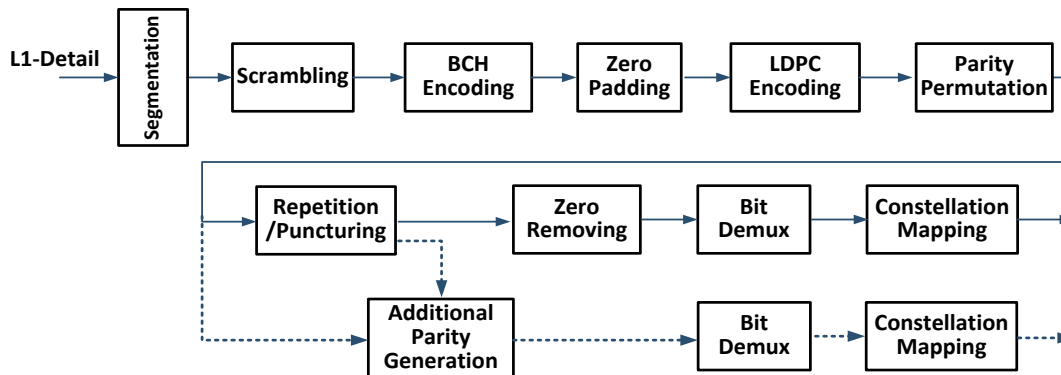 L1-Detail
Segmentation
Scrambling
BCH
Encoding
Zero
Padding
LDPC
Encoding
Parity
Permutation
Repetition
/Puncturing
Zero
Removing
Bit
Demux
Constellation
Mapping
Additional
Parity
Generation
Bit
Demux
Constellation
Mapping